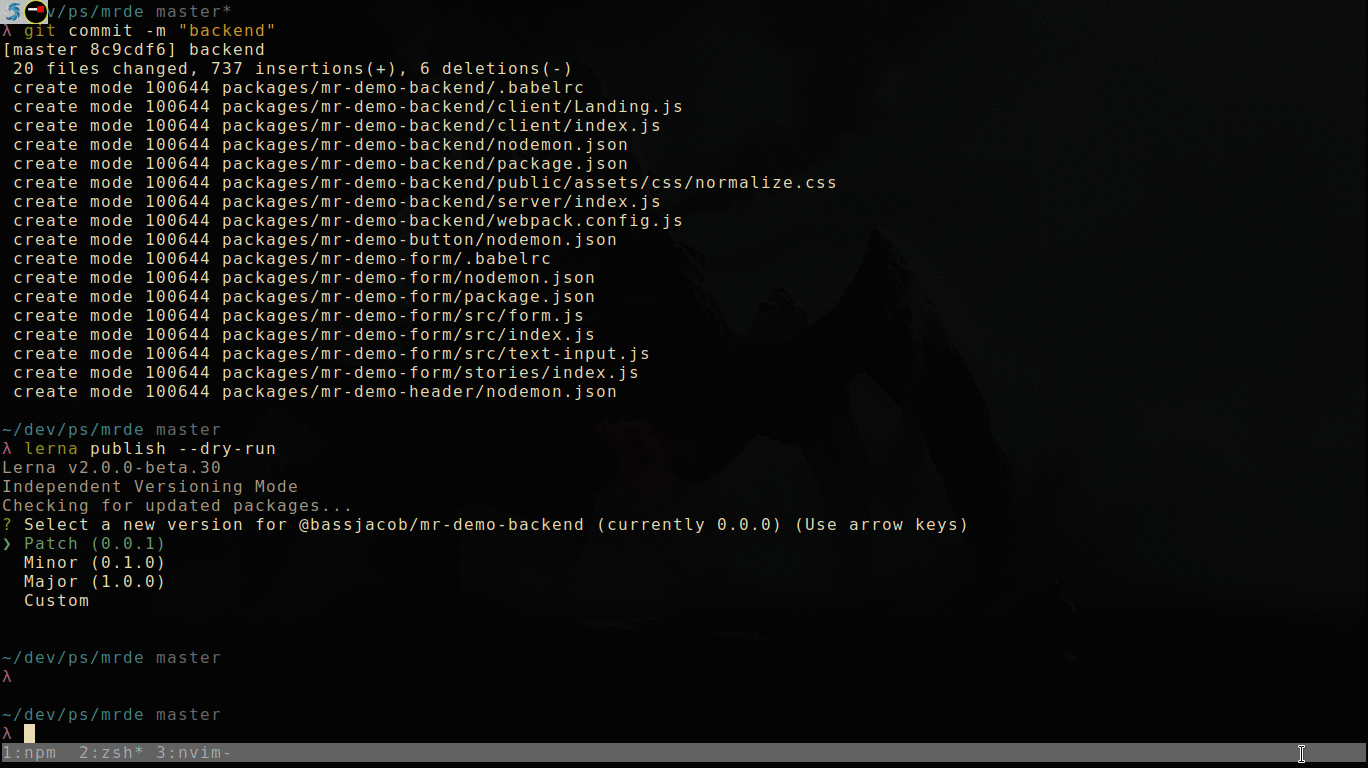 v/ps/mrde master*
λ git commit -m "backend"
[master 8c9cdf6] backend
 20 files changed, 737 insertions(+), 6 deletions(-)
 create mode 100644 packages/mr-demo-backend/.babelrc
 create mode 100644 packages/mr-demo-backend/client/Landing.js
 create mode 100644 packages/mr-demo-backend/client/index.js
 create mode 100644 packages/mr-demo-backend/nodemon.json
 create mode 100644 packages/mr-demo-backend/package.json
 create mode 100644 packages/mr-demo-backend/public/assets/css/normalize.css
 create mode 100644 packages/mr-demo-backend/server/index.js
 create mode 100644 packages/mr-demo-backend/webpack.config.js
 create mode 100644 packages/mr-demo-button/nodemon.json
 create mode 100644 packages/mr-demo-form/.babelrc
 create mode 100644 packages/mr-demo-form/nodemon.json
 create mode 100644 packages/mr-demo-form/package.json
 create mode 100644 packages/mr-demo-form/src/form.js
 create mode 100644 packages/mr-demo-form/src/index.js
 create mode 100644 packages/mr-demo-form/src/text-input.js
 create mode 100644 packages/mr-demo-form/stories/index.js
 create mode 100644 packages/mr-demo-header/nodemon.json
~/dev/ps/mrde master
λ lerna publish --dry-run
Lerna v2.0.0-beta.30
Independent Versioning Mode
Checking for updated packages...
? Select a new version for @bassjacob/mr-demo-backend (currently 0.0.0) (Use arrow keys)
❯ Patch (0.0.1)
  Minor (0.1.0)
  Major (1.0.0)
  Custom
~/dev/ps/mrde master
λ
~/dev/ps/mrde master
λ
1:npm  2:zsh* 3:nvim-